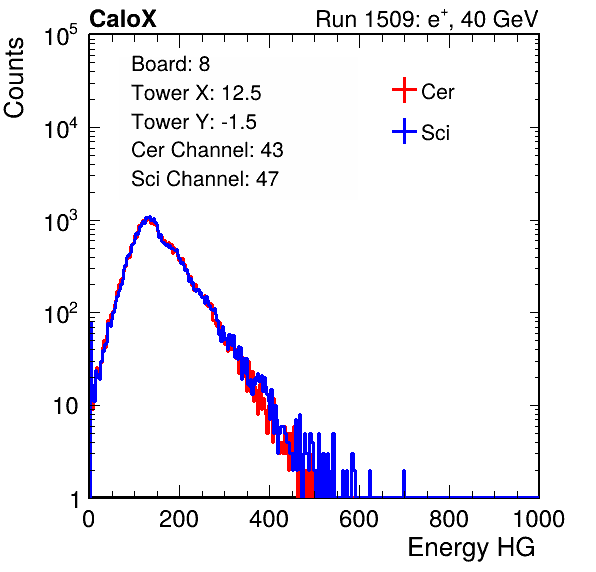 CaloX Run 1509: e⁺, 40 GeV
Board: 8
Tower X: 12.5
Tower Y: -1.5
Cer Channel: 43
Sci Channel: 47
Cer
Sci
Counts
10⁵
10⁴
10³
10²
10
1
0 200 400 600 800 1000
Energy HG